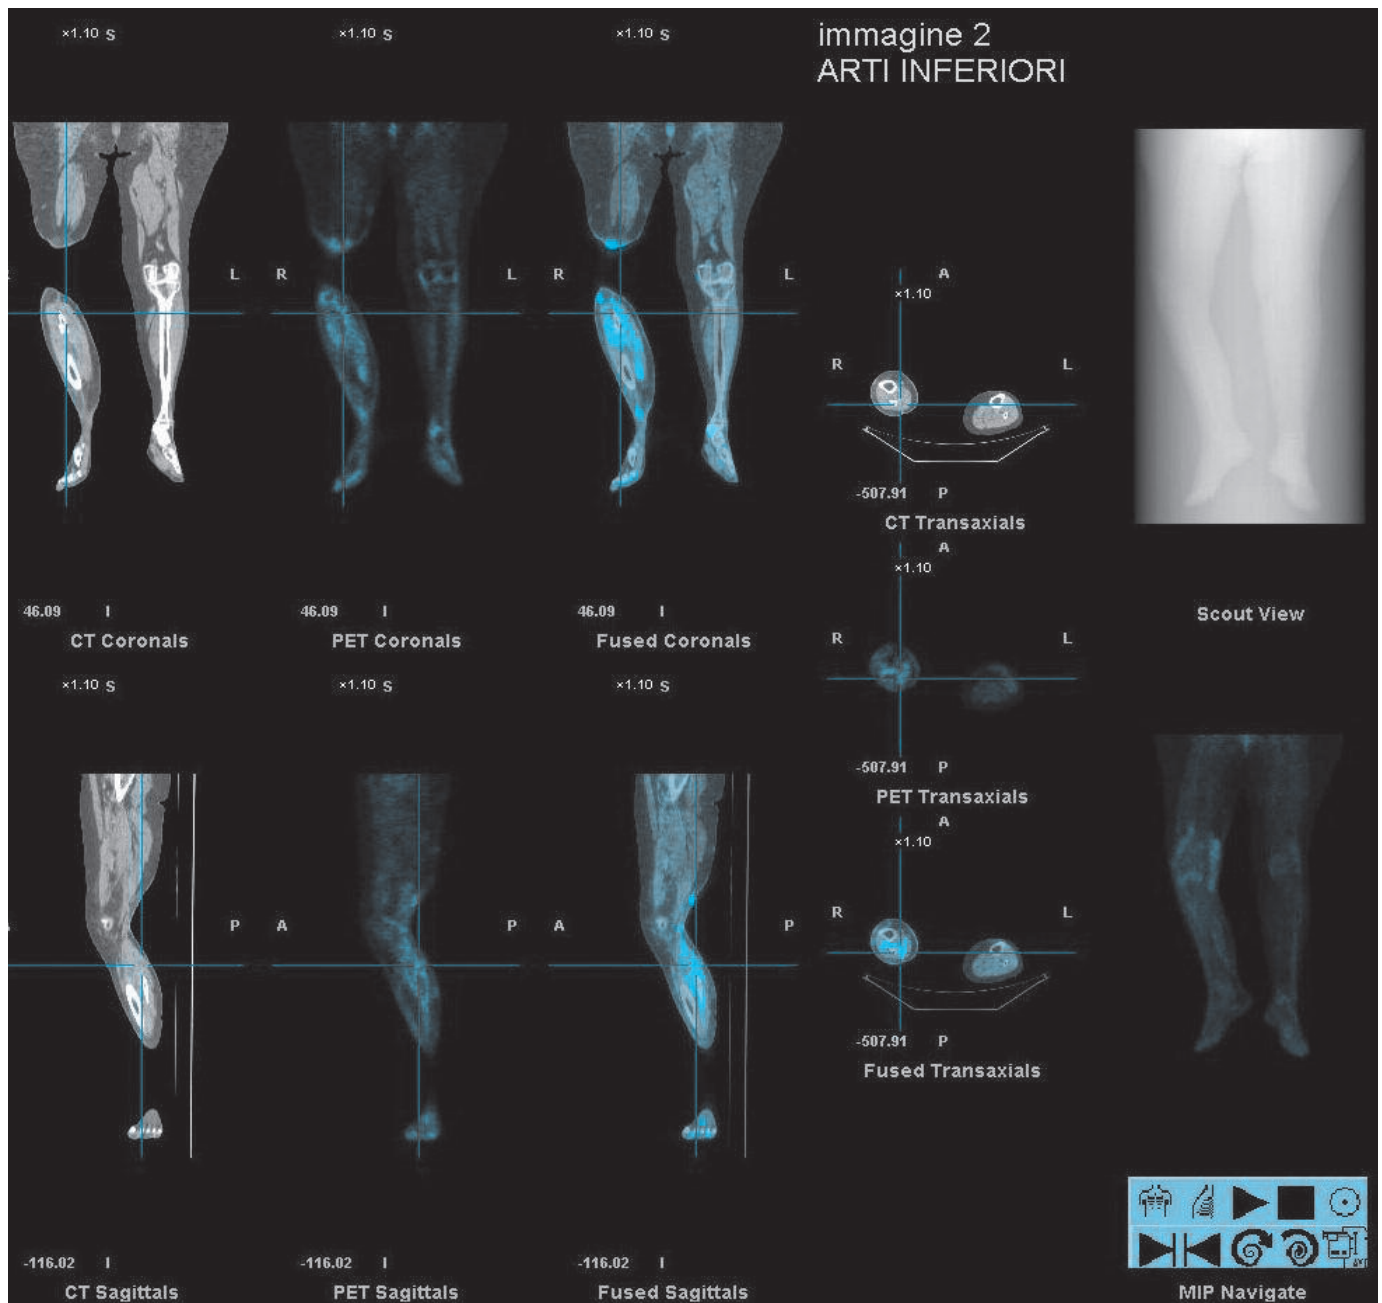 ×1.10 S
×1.10 S
×1.10 S
immagine 2
ARTI INFERIORI
L
R
L
R
L
A
×1.10
R
L
-507.91 P
CT Transaxials
A
×1.10
46.09 I
CT Coronals
46.09 I
PET Coronals
46.09 I
Fused Coronals
R
L
Scout View
×1.10 S
×1.10 S
×1.10 S
-507.91 P
PET Transaxials
A
×1.10
P
A
P
A
P
R
L
-507.91 P
Fused Transaxials
-116.02 I
CT Sagittals
-116.02 I
PET Sagittals
-116.02 I
Fused Sagittals
MIP Navigate